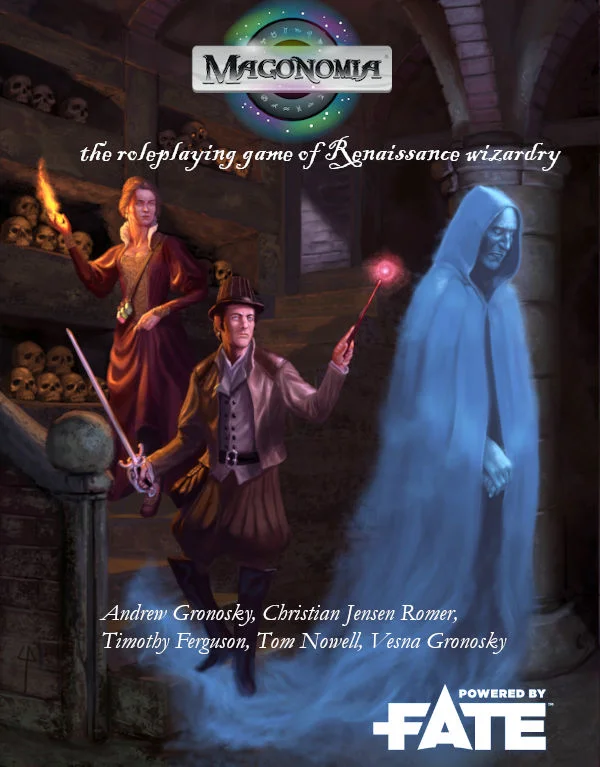 MAGONOMIA
the roleplaying game of Renaissance wizardry
Andrew Gronosky, Christian Jensen Romer,
Timothy Ferguson, Tom Nowell, Vesna Gronosky
POWERED BY
FATE™